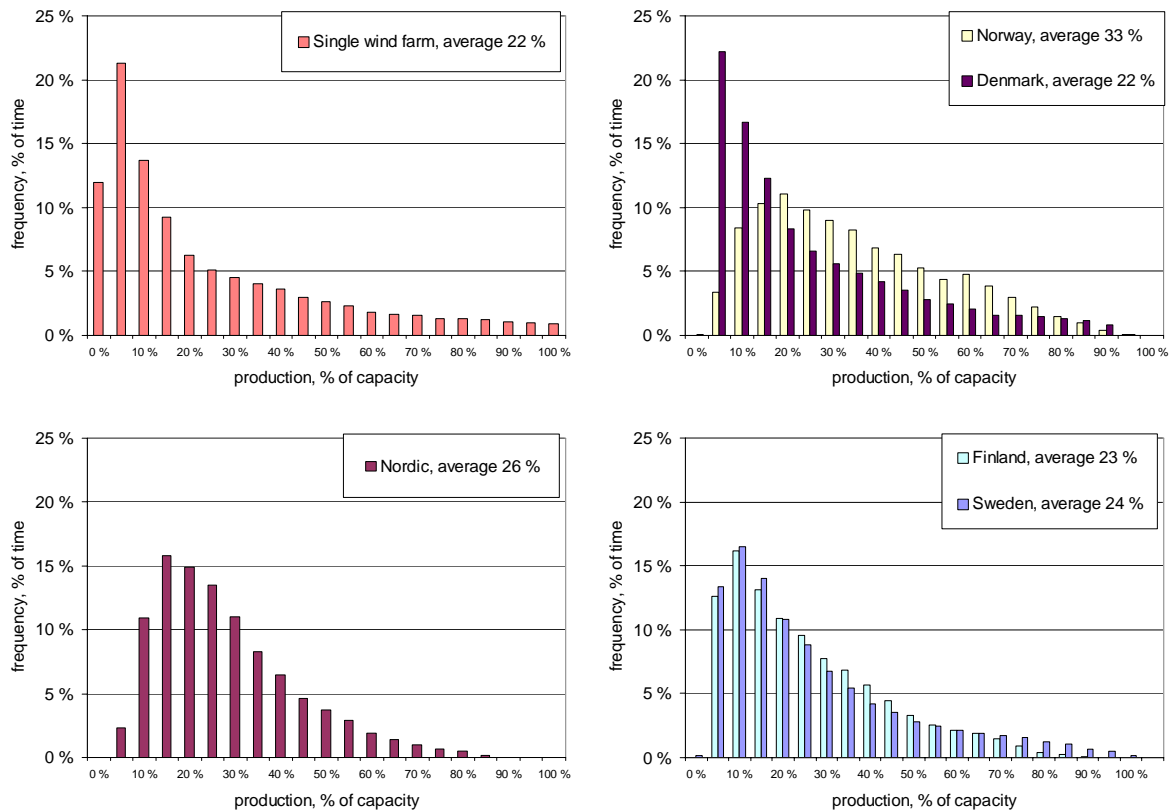 25 %
20 %
15 %
10 %
5 %
0 %
frequency, % of time
Single wind farm, average 22 %
0 % 10 % 20 % 30 % 40 % 50 % 60 % 70 % 80 % 90 % 100 %
production, % of capacity
25 %
20 %
15 %
10 %
5 %
0 %
frequency, % of time
Norway, average 33 %
Denmark, average 22 %
0 % 10 % 20 % 30 % 40 % 50 % 60 % 70 % 80 % 90 % 100 %
production, % of capacity
25 %
20 %
15 %
10 %
5 %
0 %
frequency, % of time
Nordic, average 26 %
0 % 10 % 20 % 30 % 40 % 50 % 60 % 70 % 80 % 90 % 100 %
production, % of capacity
25 %
20 %
15 %
10 %
5 %
0 %
frequency, % of time
Finland, average 23 %
Sweden, average 24 %
0 % 10 % 20 % 30 % 40 % 50 % 60 % 70 % 80 % 90 % 100 %
production, % of capacity